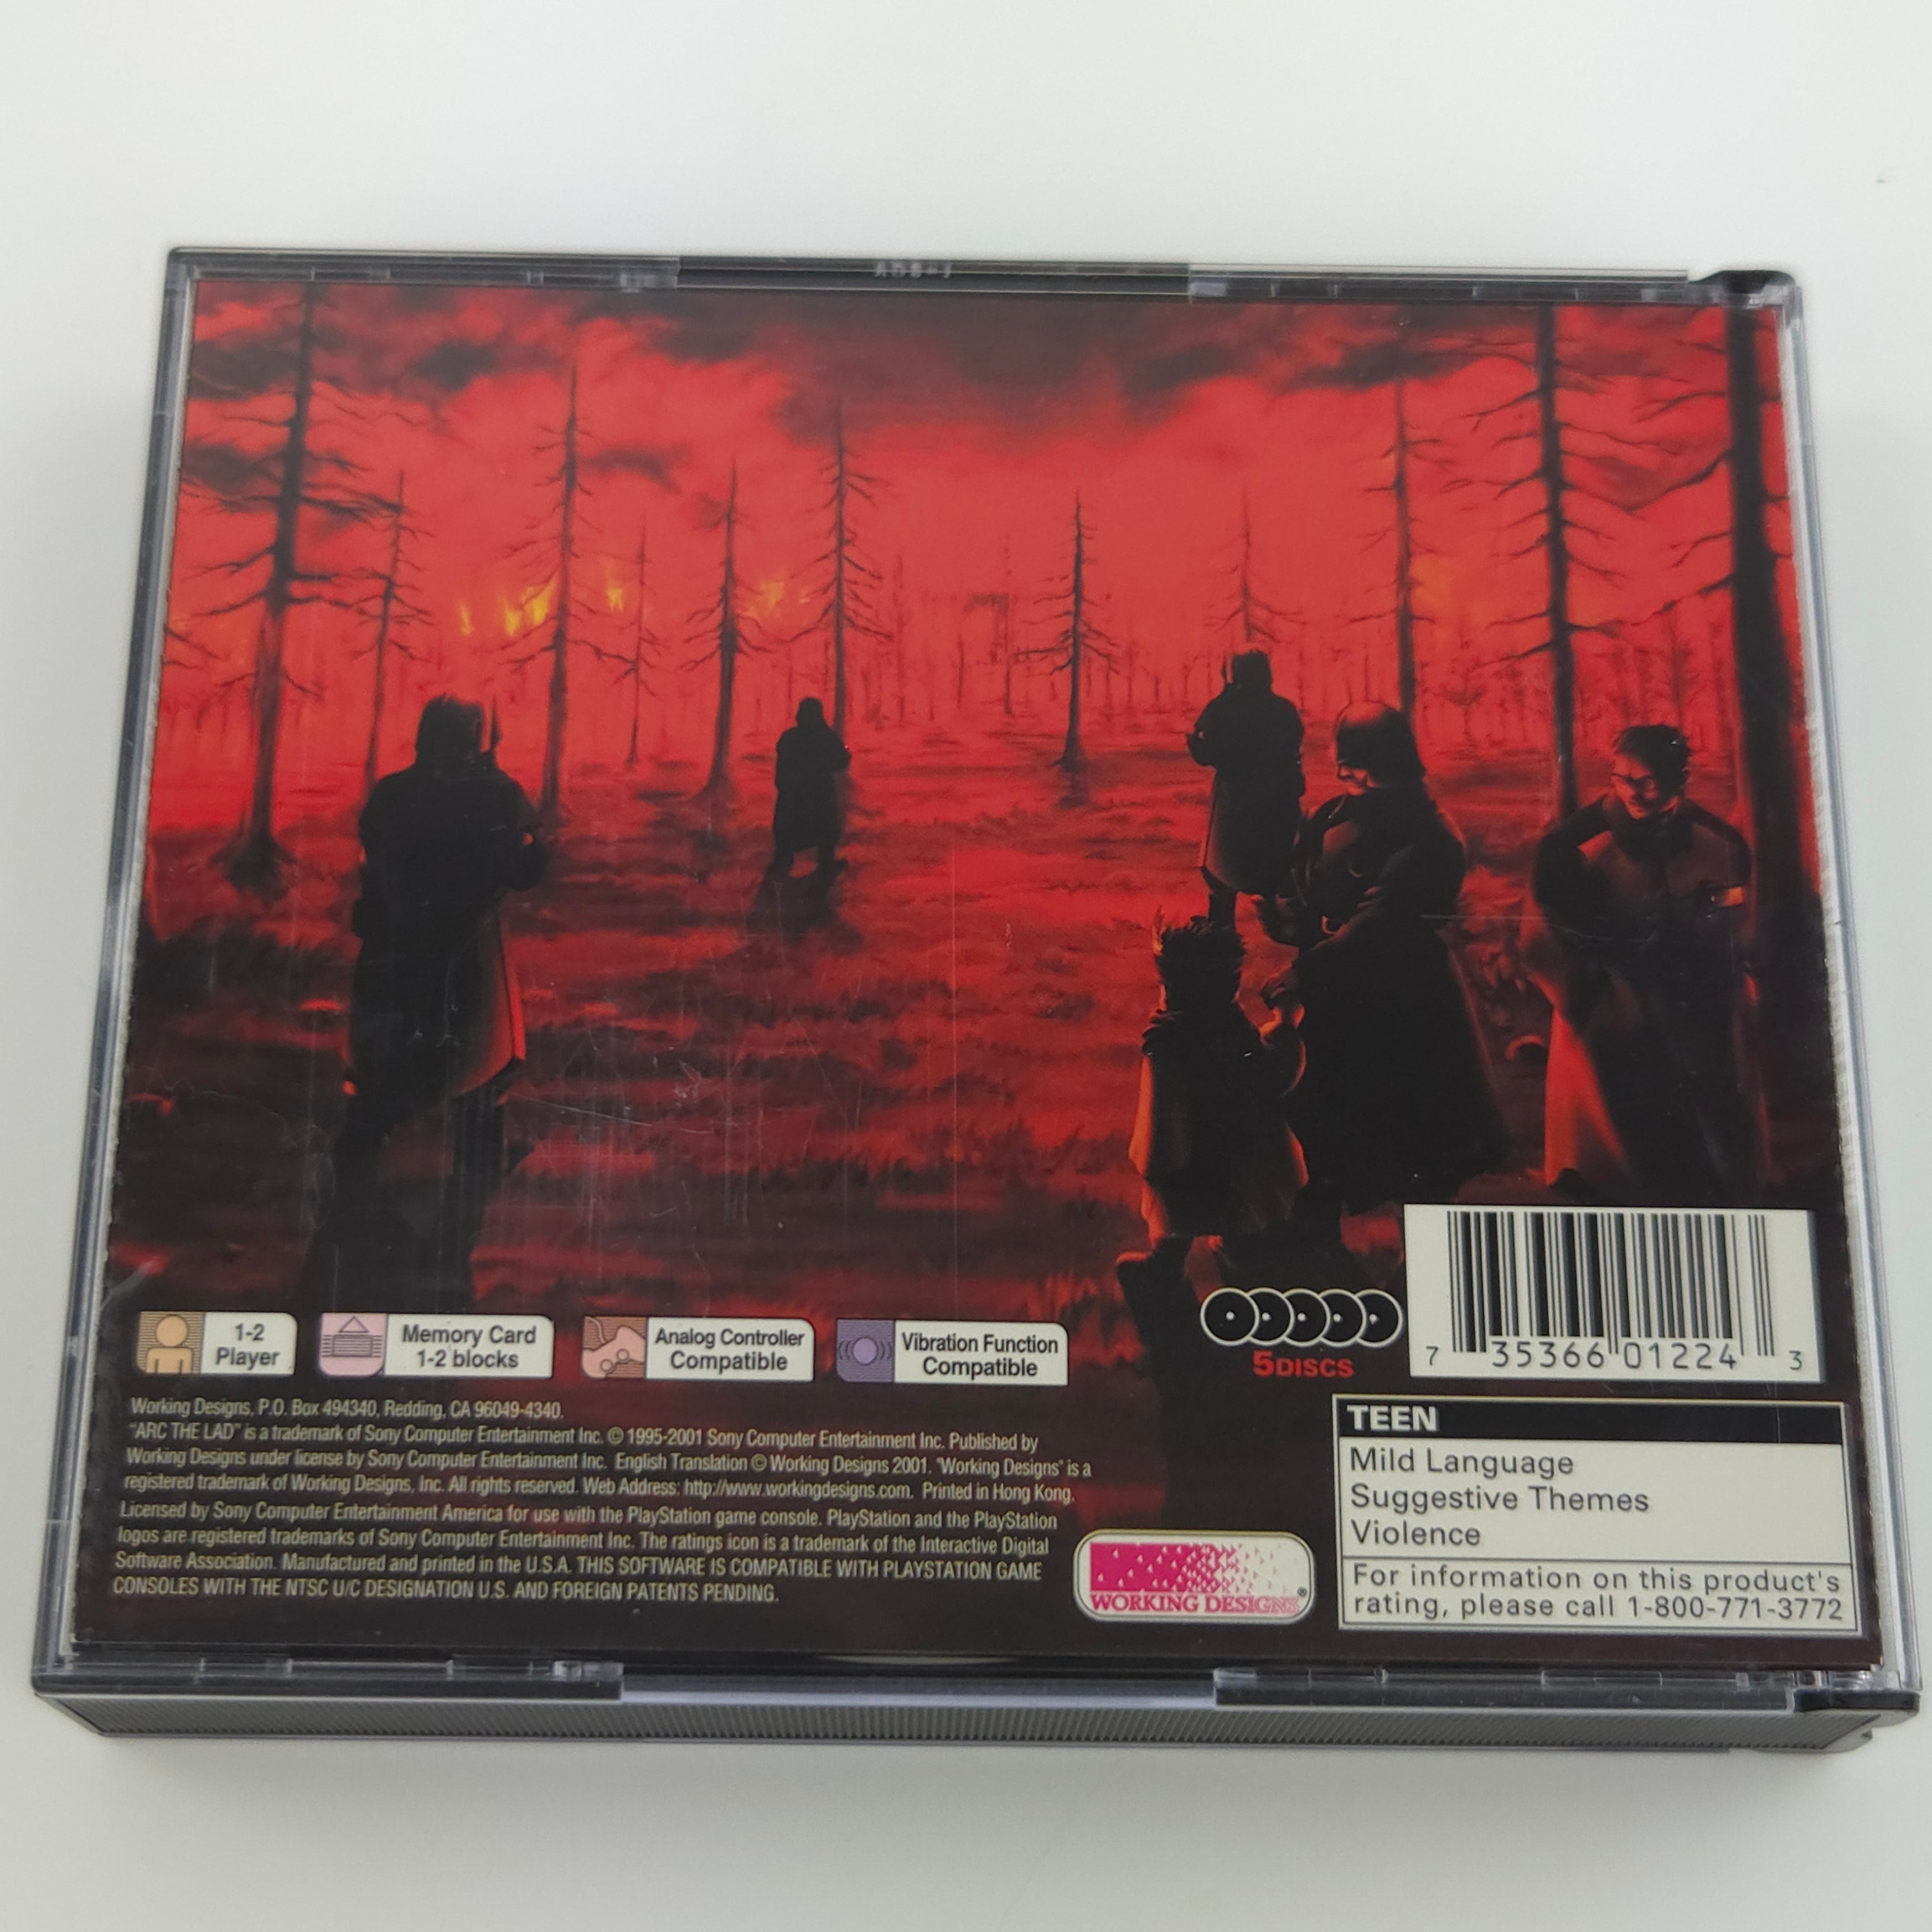 1-2
Player
Memory Card
1-2 blocks
Analog Controller
Compatible
Vibration Function
Compatible
5DISCS
7 35366 01224 3
Working Designs, P.O. Box 494340, Redding, CA 96049-4340.
"ARC THE LAD" is a trademark of Sony Computer Entertainment Inc. © 1995-2001 Sony Computer Entertainment Inc. Published by
Working Designs under license by Sony Computer Entertainment Inc. English Translation © Working Designs 2001. "Working Designs" is a
registered trademark of Working Designs, Inc. All rights reserved. Web Address: http://www.workingdesigns.com. Printed in Hong Kong.
Licensed by Sony Computer Entertainment America for use with the PlayStation game console. PlayStation and the PlayStation
logos are registered trademarks of Sony Computer Entertainment Inc. The ratings icon is a trademark of the Interactive Digital
Software Association. Manufactured and printed in the U.S.A. THIS SOFTWARE IS COMPATIBLE WITH PLAYSTATION GAME
CONSOLES WITH THE NTSC U/C DESIGNATION U.S. AND FOREIGN PATENTS PENDING.
WORKING DESIGNS®
TEEN
Mild Language
Suggestive Themes
Violence
For information on this product's
rating, please call 1-800-771-3772